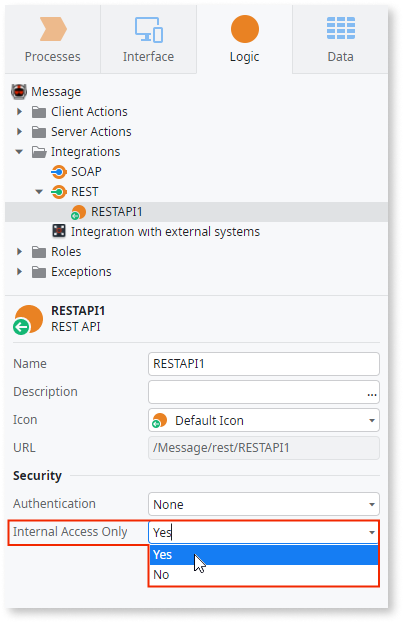 Processes Interface Logic Data
Message
Client Actions
Server Actions
Integrations
SOAP
REST
RESTAPI1
Integration with external systems
Roles
Exceptions
RESTAPI1
REST API
Name RESTAPI1
Description ...
Icon Default Icon
URL /Message/rest/RESTAPI1
Security
Authentication None
Internal Access Only Yes
Yes
No